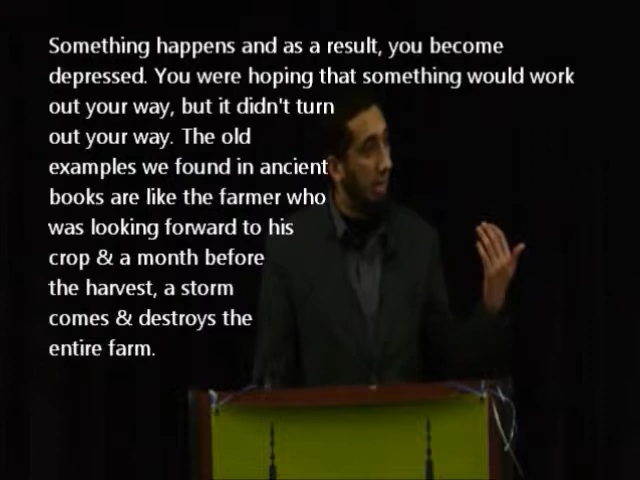 Something happens and as a result, you become
depressed. You were hoping that something would work
out your way, but it didn't turn
out your way. The old
examples we found in ancient
books are like the farmer who
was looking forward to his
crop & a month before
the harvest, a storm
comes & destroys the
entire farm.